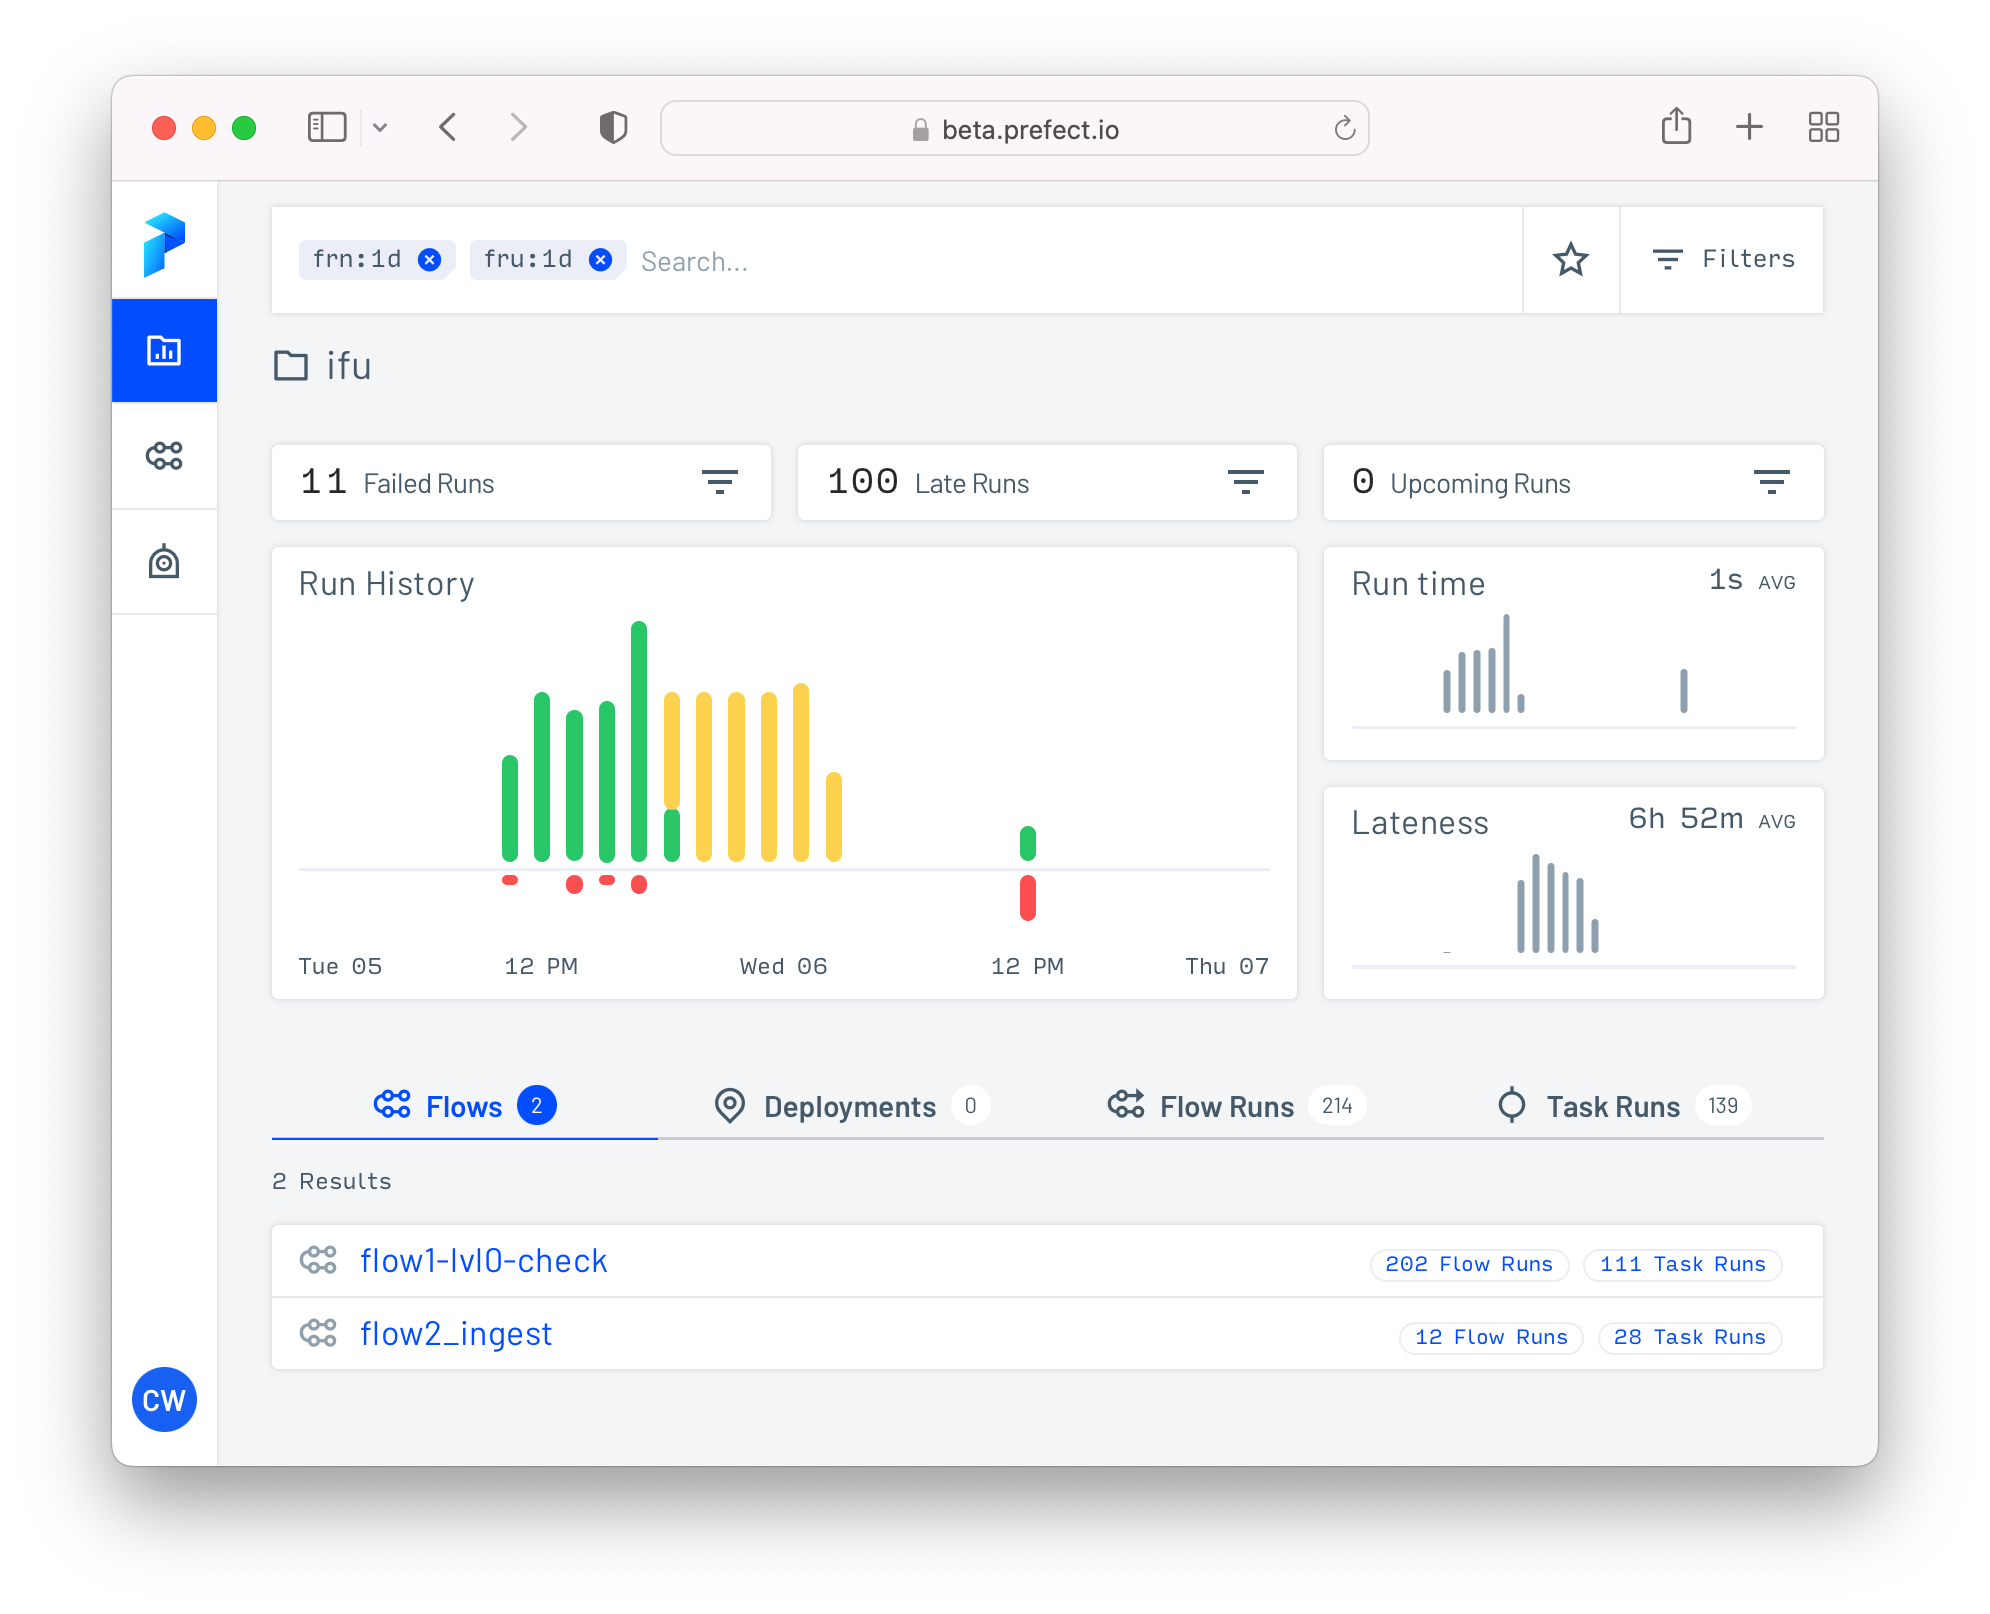 beta.prefect.io
frn:1d fru:1d Search... Filters
ifu
11 Failed Runs 100 Late Runs 0 Upcoming Runs
Run History
Tue 05 12 PM Wed 06 12 PM Thu 07
Run time 1s AVG
Lateness 6h 52m AVG
Flows 2 Deployments 0 Flow Runs 214 Task Runs 139
2 Results
flow1-lvl0-check 202 Flow Runs 111 Task Runs
flow2_ingest 12 Flow Runs 28 Task Runs
CW